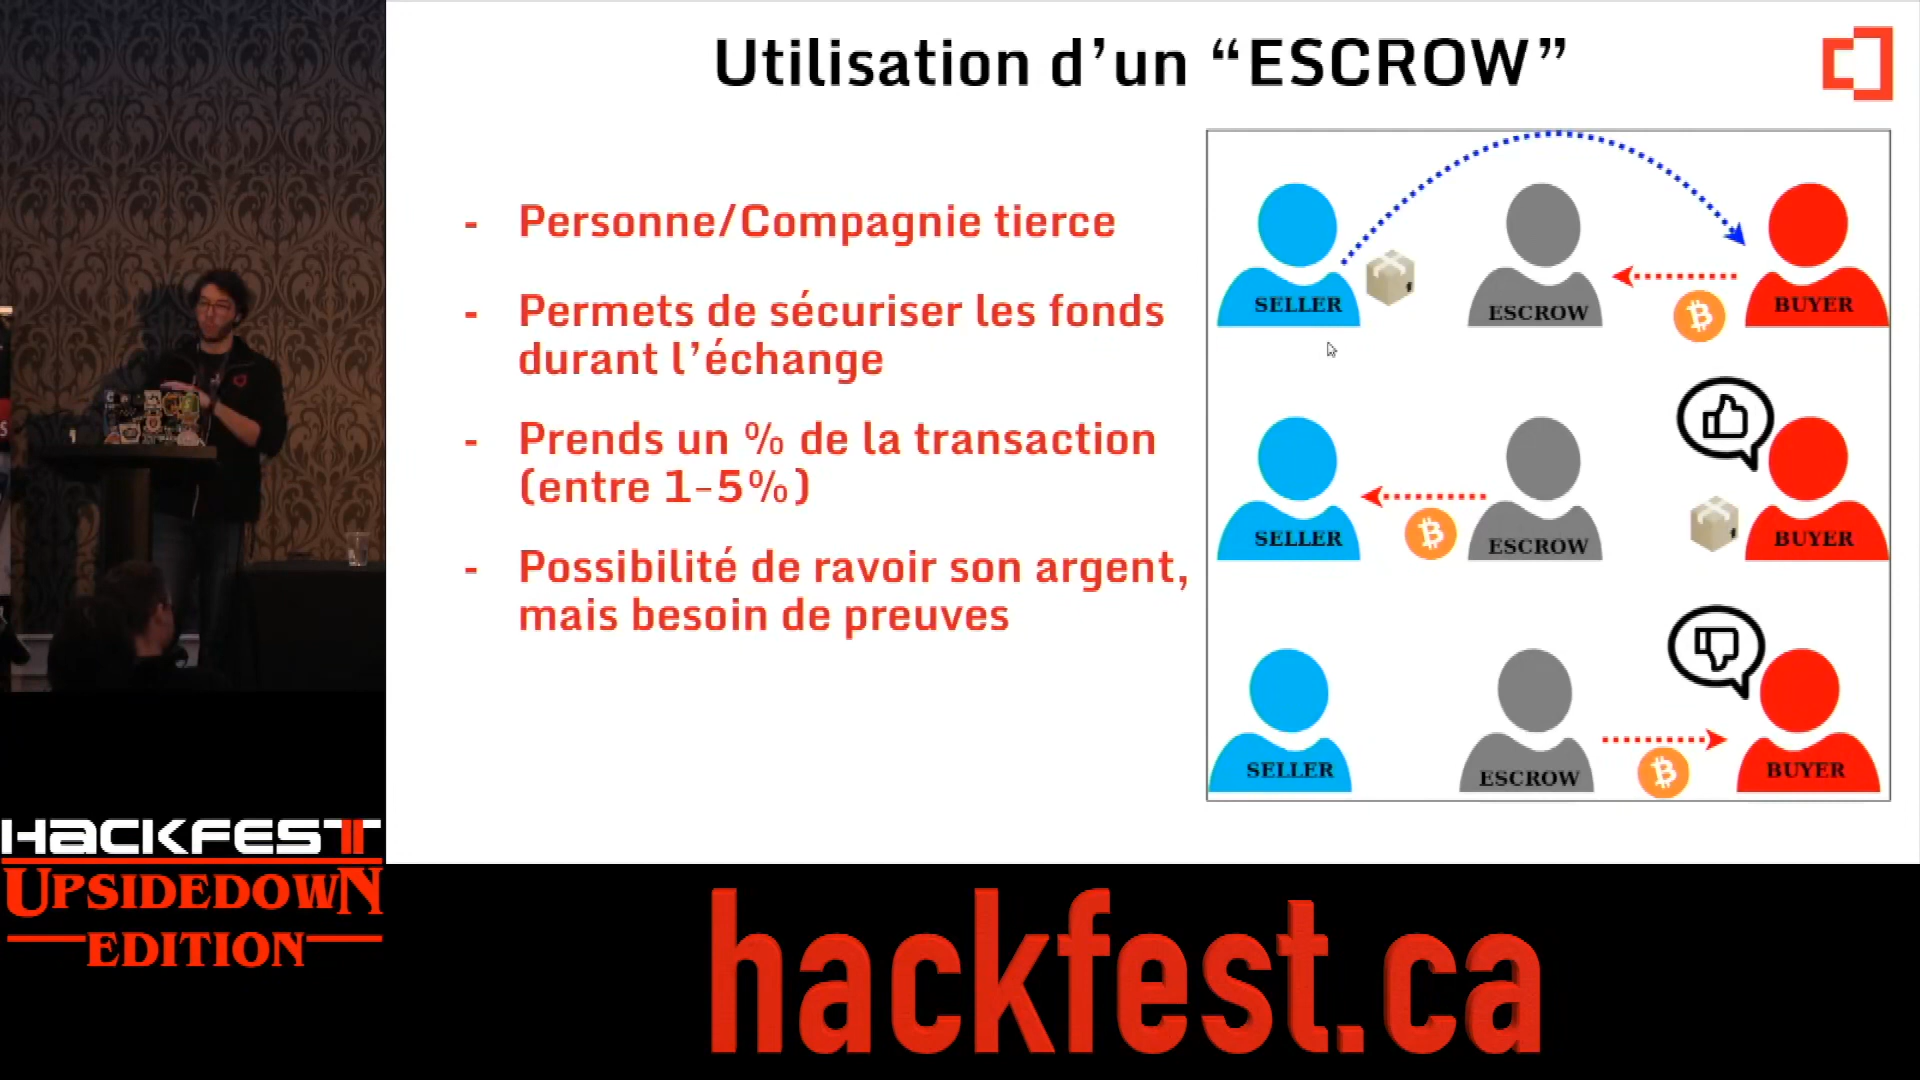 Utilisation d’un “ESCROW”
- Personne/Compagnie tierce
- Permets de sécuriser les fonds
durant l’échange
- Prends un % de la transaction
(entre 1-5%)
- Possibilité de ravoir son argent,
mais besoin de preuves
SELLER
ESCROW
BUYER
SELLER
ESCROW
BUYER
SELLER
ESCROW
BUYER
HACKFEST
UPSIDEDOWN
EDITION
hackfest.ca